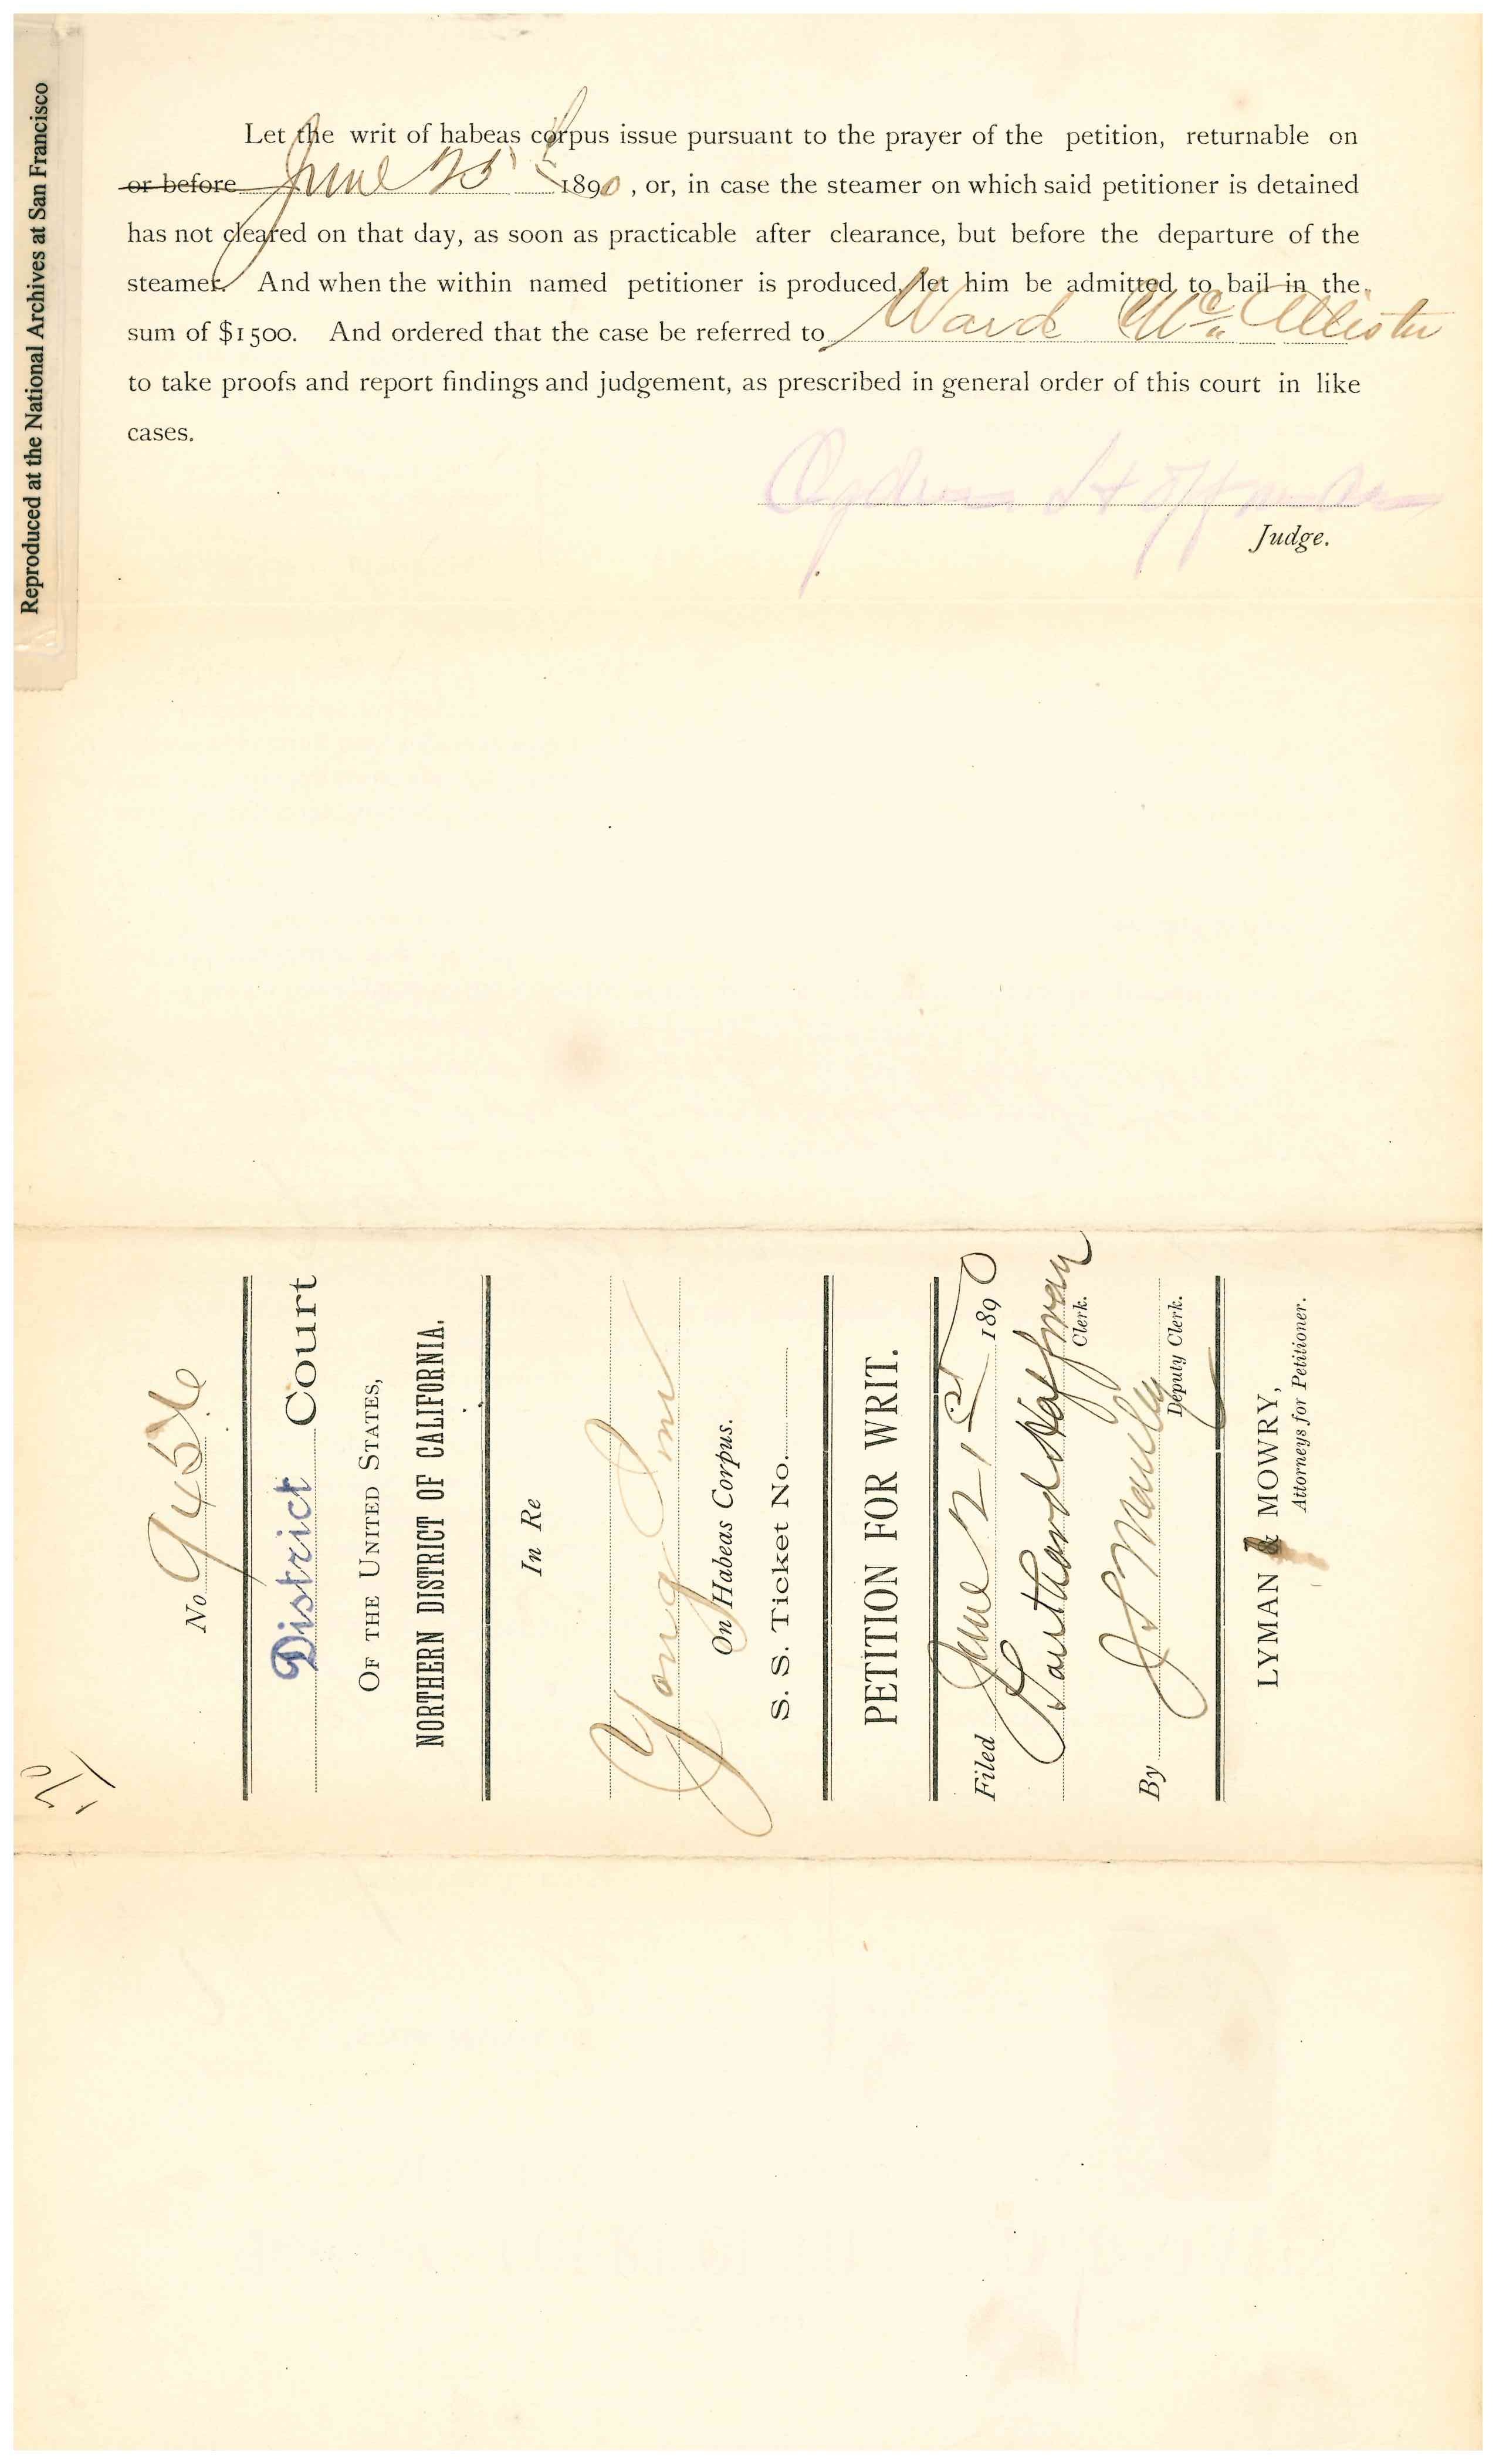 Reproduced at the National Archives at San Francisco
Let the writ of habeas corpus issue pursuant to the prayer of the petition, returnable on
or before June 25 1890, or, in case the steamer on which said petitioner is detained
has not cleared on that day, as soon as practicable after clearance, but before the departure of the
steamer. And when the within named petitioner is produced, let him be admitted to bail in the
sum of $1500. And ordered that the case be referred to Ward McAllister
to take proofs and report findings and judgement, as prescribed in general order of this court in like
cases.
Ogden Hoffman
Judge.
No.
District Court
OF THE UNITED STATES,
NORTHERN DISTRICT OF CALIFORNIA.
In Re
Yong
On Habeas Corpus.
S. S. Ticket No.
PETITION FOR WRIT.
Filed June 21st 1890
Southard Hoffman
Clerk.
By J S Manley
Deputy Clerk.
LYMAN & MOWRY,
Attorneys for Petitioner.